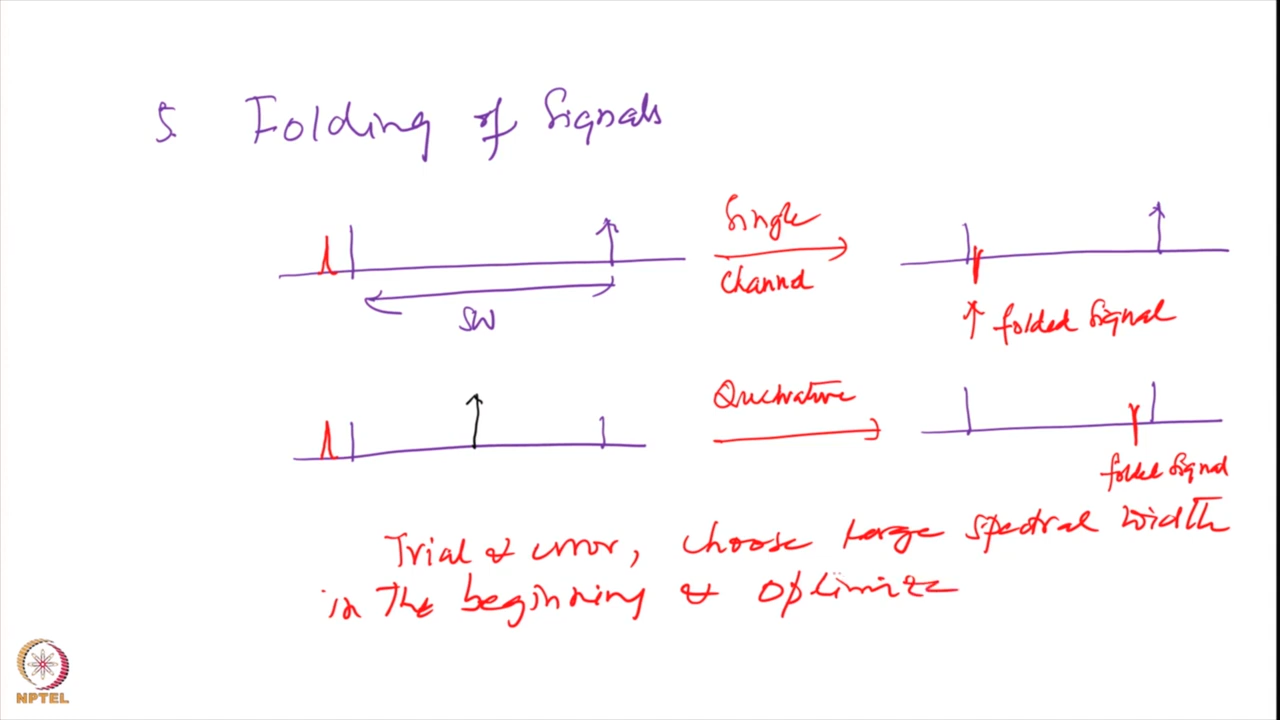 5. Folding of Signals
Single
Channel
SW
folded Signal
Quadrature
folded Signal
Trial & error, choose large spectral width
in the beginning & optimize
NPTEL